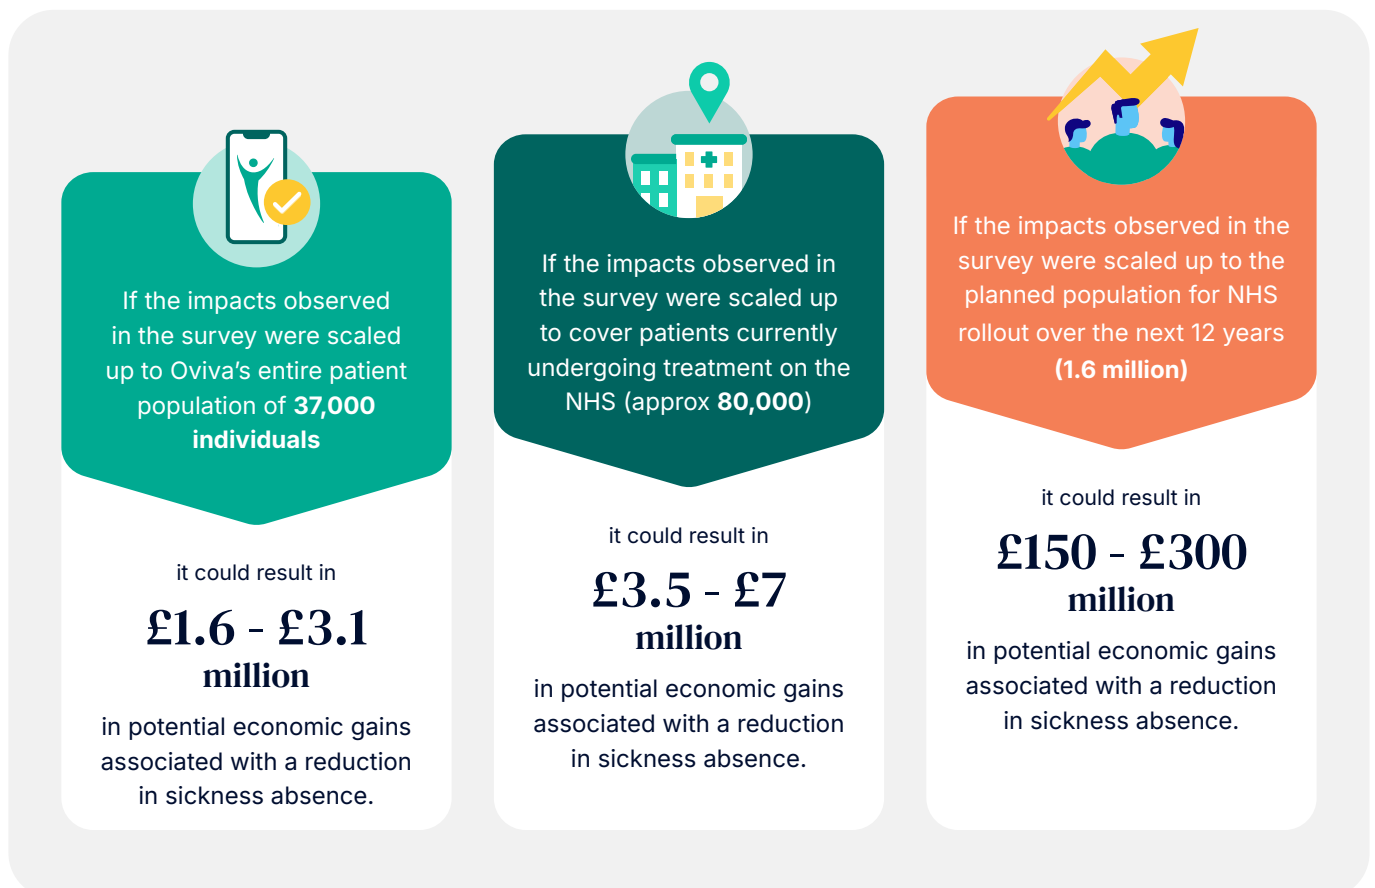 If the impacts observed
in the survey were scaled
up to Oviva’s entire patient
population of 37,000
individuals
it could result in
£1.6 - £3.1
million
in potential economic gains
associated with a reduction
in sickness absence.
If the impacts observed in
the survey were scaled up
to cover patients currently
undergoing treatment on the
NHS (approx 80,000)
it could result in
£3.5 - £7
million
in potential economic gains
associated with a reduction
in sickness absence.
If the impacts observed in the
survey were scaled up to the
planned population for NHS
rollout over the next 12 years
(1.6 million)
it could result in
£150 - £300
million
in potential economic gains
associated with a reduction
in sickness absence.